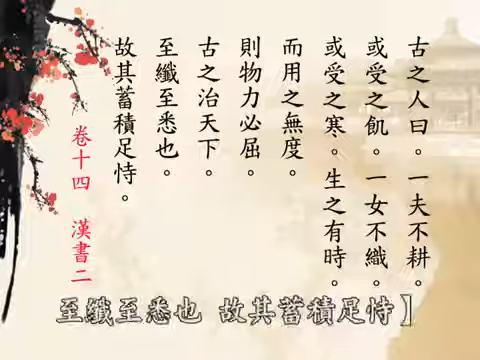 古之人曰。一夫不耕。
或受之飢。一女不織。
或受之寒。生之有時。
而用之無度。
則物力必屈。
古之治天下。
至纖至悉也。
故其蓄積足恃。
卷十四 漢書二
至纖至悉也 故其蓄積足恃】